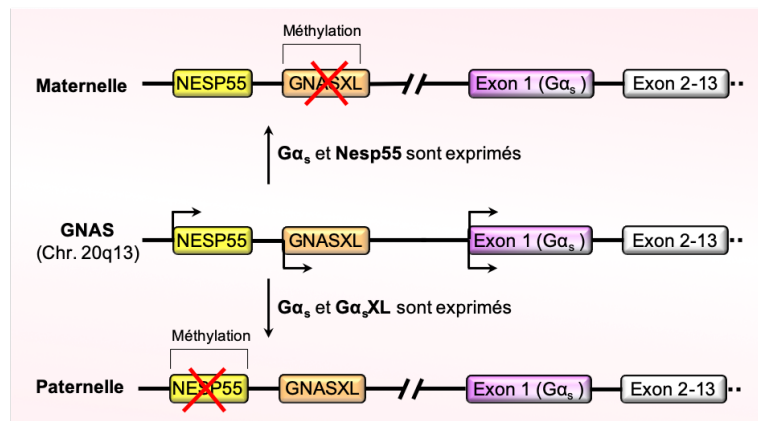 Méthylation
Maternelle NESP55 GNASXL Exon 1 (Gαs ) Exon 2-13
Gαs et Nesp55 sont exprimés
GNAS
(Chr. 20q13)
NESP55 GNASXL Exon 1 (Gαs ) Exon 2-13
Gαs et GαsXL sont exprimés
Méthylation
Paternelle NESP55 GNASXL Exon 1 (Gαs ) Exon 2-13